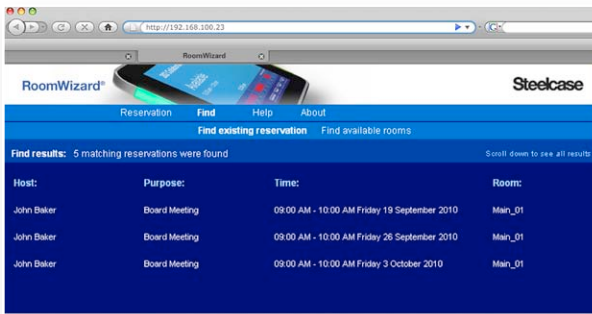 http://192.168.100.23
RoomWizard
RoomWizard®
Steelcase
Reservation Find Help About
Find existing reservation Find available rooms
Find results: 5 matching reservations were found Scroll down to see all results
Host: Purpose: Time: Room:
John Baker Board Meeting 09:00 AM - 10:00 AM Friday 19 September 2010 Main_01
John Baker Board Meeting 09:00 AM - 10:00 AM Friday 26 September 2010 Main_01
John Baker Board Meeting 09:00 AM - 10:00 AM Friday 3 October 2010 Main_01